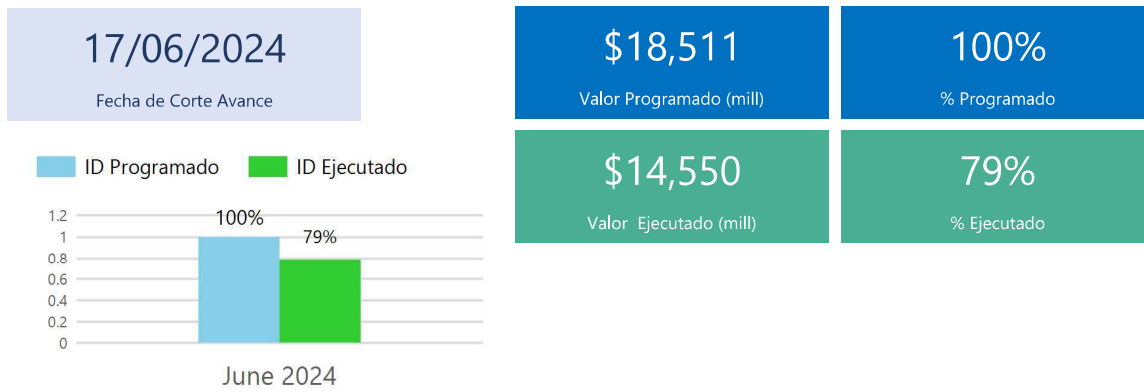 17/06/2024
Fecha de Corte Avance
$18,511
Valor Programado (mill)
100%
% Programado
$14,550
Valor Ejecutado (mill)
79%
% Ejecutado
ID Programado
ID Ejecutado
1.2
1
0.8
0.6
0.4
0.2
0
100%
79%
June 2024